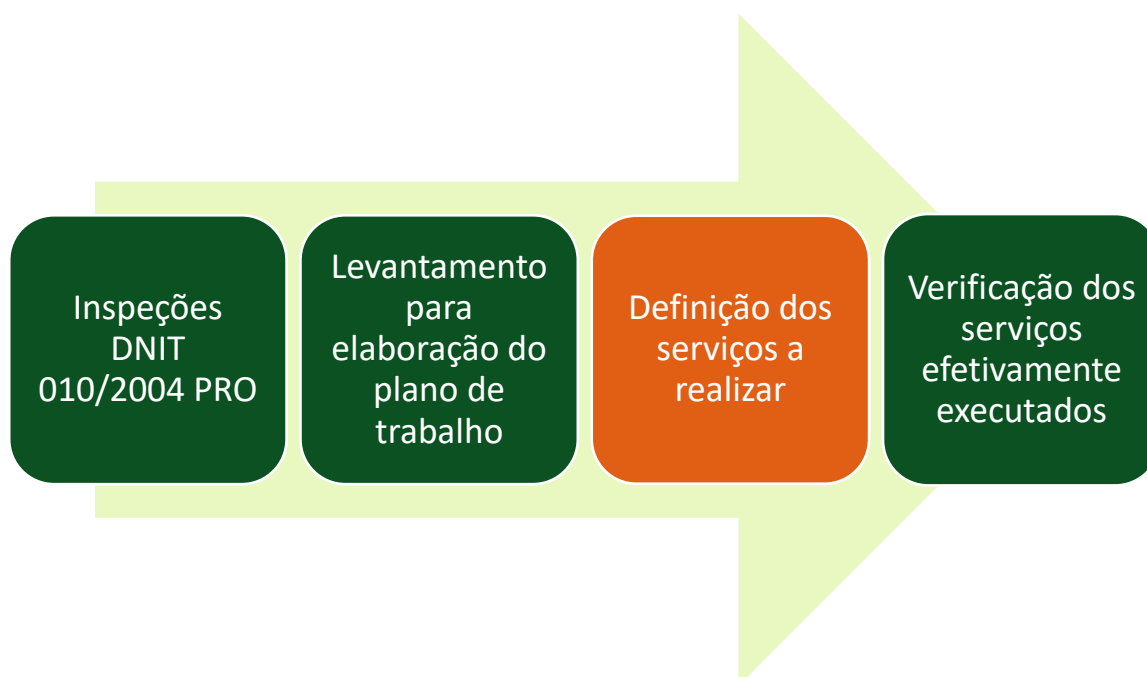 Inspeções
DNIT
010/2004 PRO
Levantamento
para
elaboração do
plano de
trabalho
Definição dos
serviços a
realizar
Verificação dos
serviços
efetivamente
executados